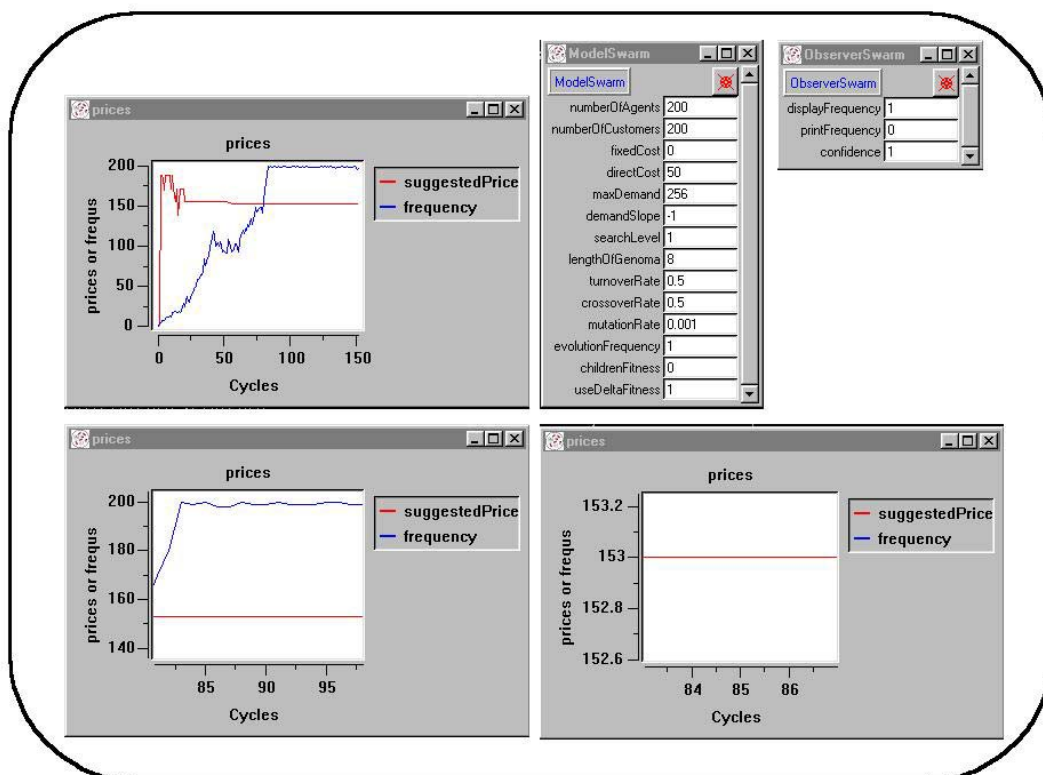 ModelSwarm
ModelSwarm
numberOfAgents 200
numberOfCustomers 200
fixedCost 0
directCost 50
maxDemand 256
demandSlope -1
searchLevel 1
lengthOfGenoma 8
turnoverRate 0.5
crossoverRate 0.5
mutationRate 0.001
evolutionFrequency 1
childrenFitness 0
useDeltaFitness 1
ObserverSwarm
ObserverSwarm
displayFrequency 1
printFrequency 0
confidence 1
prices
prices
suggestedPrice
frequency
prices or frequs
200
150
100
50
0
0 50 100 150
Cycles
prices
prices
suggestedPrice
frequency
prices or frequs
200
180
160
140
85 90 95
Cycles
prices
prices
suggestedPrice
frequency
prices or frequs
153.2
153
152.8
152.6
84 85 86
Cycles